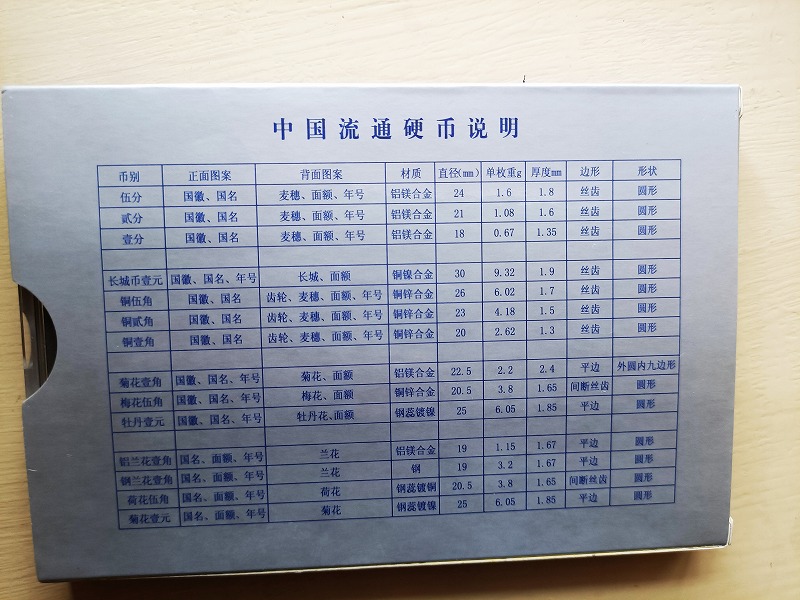 中国流通硬币说明
币别 正面图案 背面图案 材质 直径(mm) 单枚重g 厚度mm 边形 形状
伍分 国徽、国名 麦穗、面额、年号 铝镁合金 24 1.6 1.8 丝齿 圆形
贰分 国徽、国名 麦穗、面额、年号 铝镁合金 21 1.08 1.6 丝齿 圆形
壹分 国徽、国名 麦穗、面额、年号 铝镁合金 18 0.67 1.35 丝齿 圆形
长城币壹元 国徽、国名、年号 长城、面额 铜镍合金 30 9.32 1.9 丝齿 圆形
铜伍角 国徽、国名 齿轮、麦穗、面额、年号 铜锌合金 26 6.02 1.7 丝齿 圆形
铜贰角 国徽、国名 齿轮、麦穗、面额、年号 铜锌合金 23 4.18 1.5 丝齿 圆形
铜壹角 国徽、国名 齿轮、麦穗、面额、年号 铜锌合金 20 2.62 1.3 丝齿 圆形
菊花壹角 国徽、国名、年号 菊花、面额 铝镁合金 22.5 2.2 2.4 平边 外圆内九边形
梅花伍角 国徽、国名、年号 梅花、面额 铜锌合金 20.5 3.8 1.65 间断丝齿 圆形
牡丹壹元 国徽、国名、年号 牡丹花、面额 钢蕊镀镍 25 6.05 1.85 平边 圆形
铝兰花壹角 国名、面额、年号 兰花 铝镁合金 19 1.15 1.67 平边 圆形
钢兰花壹角 国名、面额、年号 兰花 钢 19 3.2 1.67 平边 圆形
荷花伍角 国名、面额、年号 荷花 钢蕊镀铜 20.5 3.8 1.65 间断丝齿 圆形
菊花壹元 国名、面额、年号 菊花 钢蕊镀镍 25 6.05 1.85 平边 圆形